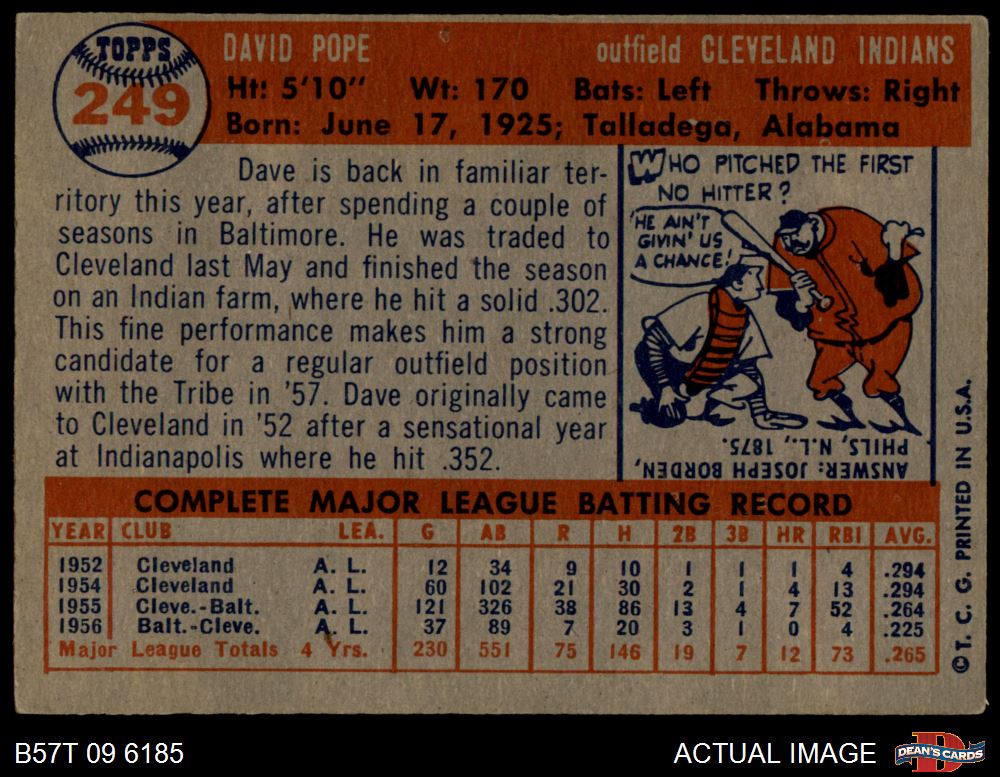 TOPPS
249
DAVID POPE outfield CLEVELAND INDIANS
Ht: 5'10" Wt: 170 Bats: Left Throws: Right
Born: June 17, 1925; Talladega, Alabama
Dave is back in familiar ter-
ritory this year, after spending a couple of
seasons in Baltimore. He was traded to
Cleveland last May and finished the season
on an Indian farm, where he hit a solid .302.
This fine performance makes him a strong
candidate for a regular outfield position
with the Tribe in '57. Dave originally came
to Cleveland in '52 after a sensational year
at Indianapolis where he hit .352.
WHO PITCHED THE FIRST
NO HITTER?
'HE AIN'T
GIVIN' US
A CHANCE!
ANSWER: JOSEPH BORDEN,
PHILS, N.L., 1875.
COMPLETE MAJOR LEAGUE BATTING RECORD
YEAR CLUB LEA. G AB R H 2B 3B HR RBI AVG.
1952 Cleveland A. L. 12 34 9 10 1 1 1 4 .294
1954 Cleveland A. L. 60 102 21 30 2 1 4 13 .294
1955 Cleve.-Balt. A. L. 121 326 38 86 13 4 7 52 .264
1956 Balt.-Cleve. A. L. 37 89 7 20 3 1 0 4 .225
Major League Totals 4 Yrs. 230 551 75 146 19 7 12 73 .265
© T. C. G. PRINTED IN U.S.A.
B57T 09 6185 ACTUAL IMAGE
DEAN'S CARDS